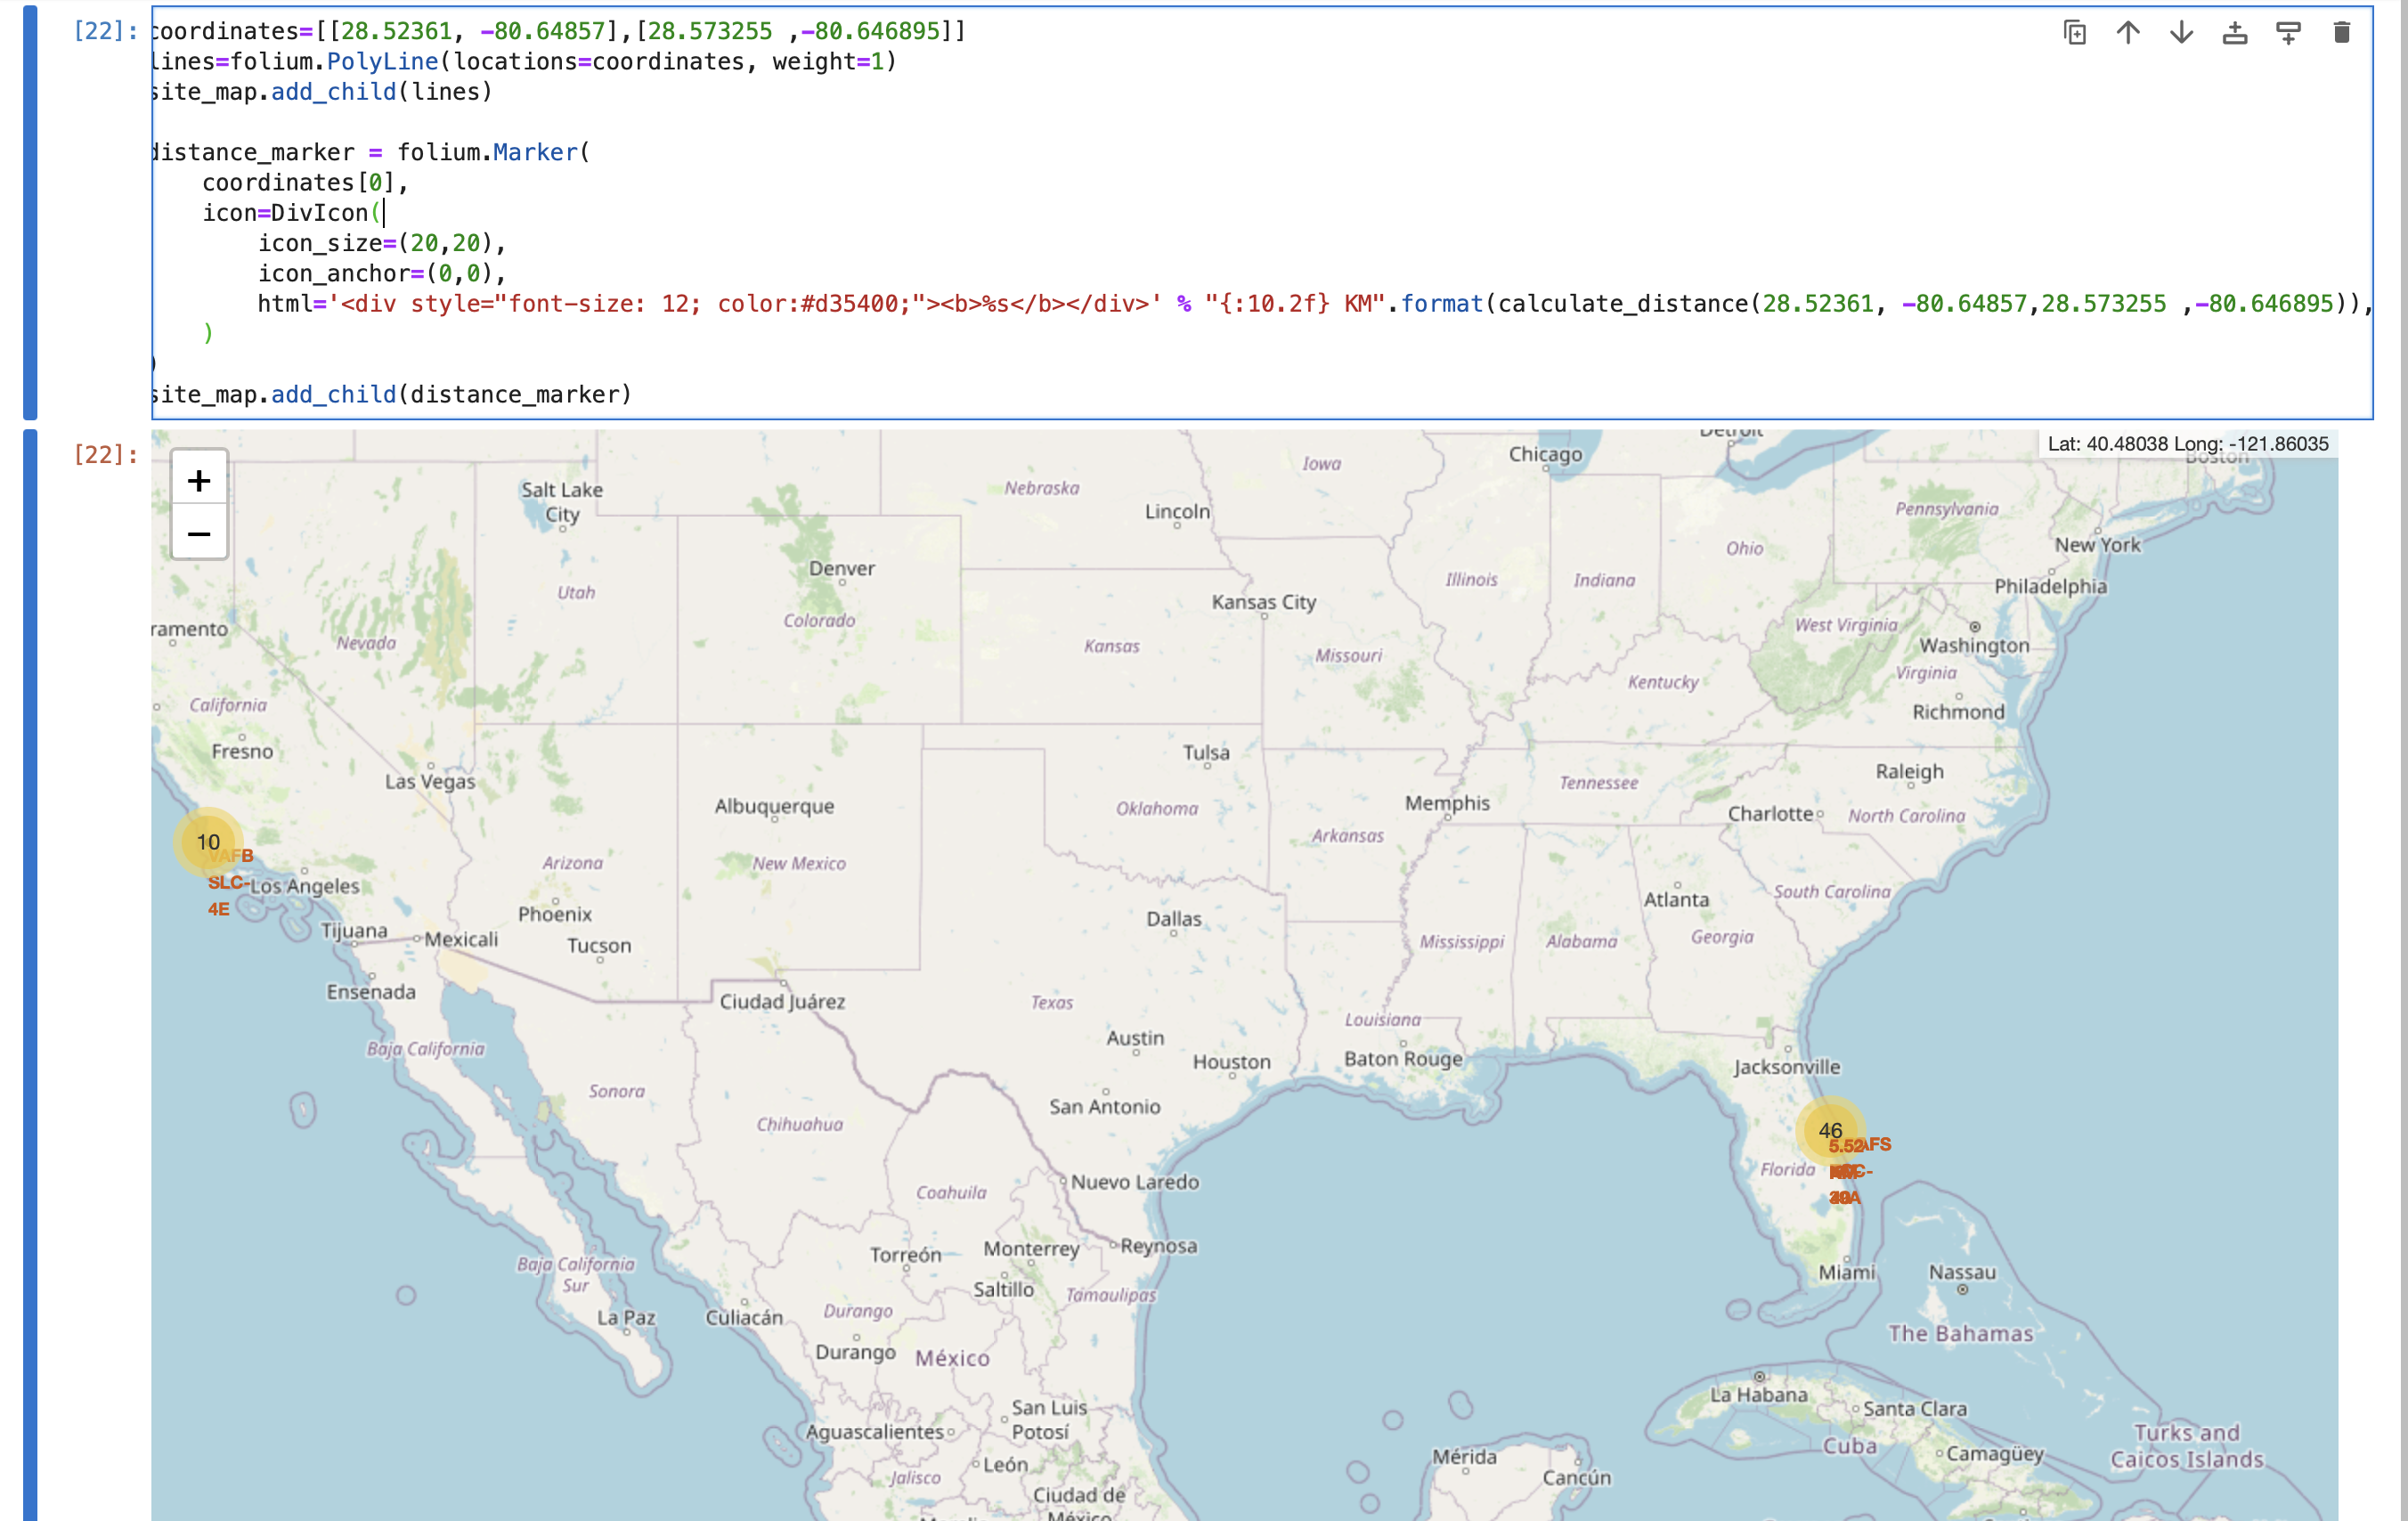 [22]:
coordinates=[[28.52361, -80.64857],[28.573255 ,-80.646895]]
lines=folium.PolyLine(locations=coordinates, weight=1)
site_map.add_child(lines)
distance_marker = folium.Marker(
coordinates[0],
icon=DivIcon(
icon_size=(20,20),
icon_anchor=(0,0),
html='<div style="font-size: 12; color:#d35400;"><b>%s</b></div>' % "{:10.2f} KM".format(calculate_distance(28.52361, -80.64857,28.573255 ,-80.646895)),
)
)
site_map.add_child(distance_marker)
[22]:
+
−
Lat: 40.48038 Long: -121.86035
Detroit
Boston
Chicago
Iowa
Nebraska
Salt Lake
City
Lincoln
Pennsylvania
New York
Ohio
Denver
Illinois
Indiana
Philadelphia
Utah
Kansas City
Colorado
West Virginia
ramento
Nevada
Kansas
Missouri
Washington
Virginia
Kentucky
California
Richmond
Fresno
Las Vegas
Tulsa
Raleigh
Tennessee
Albuquerque
Oklahoma
Memphis
Charlotte
North Carolina
Arkansas
10
VAFB
SLC-
4E
Los Angeles
Arizona
New Mexico
South Carolina
Atlanta
Phoenix
Dallas
Tijuana
Mexicali
Tucson
Mississippi
Alabama
Georgia
Ensenada
Ciudad Juárez
Texas
Louisiana
Austin
Baja California
Houston
Baton Rouge
Jacksonville
Sonora
San Antonio
Chihuahua
46
5.52
AFS
Florida
Nuevo Laredo
Coahuila
Reynosa
Torreón
Monterrey
Baja California
Sur
Saltillo
Tamaulipas
Miami
Nassau
La Paz
Culiacán
Durango
Durango
México
The Bahamas
La Habana
San Luis
Potosí
Santa Clara
Aguascalientes
Cuba
Turks and
Caicos Islands
Camagüey
Mérida
León
Jalisco
Cancún
Ciudad de
México